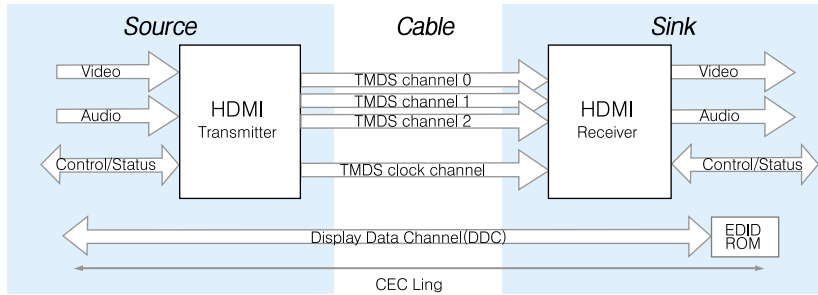 Source Cable Sink
Video TMDS channel 0 Video
HDMI
Transmitter
TMDS channel 1
HDMI
Receiver
Audio TMDS channel 2 Audio
Control/Status TMDS clock channel Control/Status
Display Data Channel(DDC)
EDID
ROM
CEC Ling